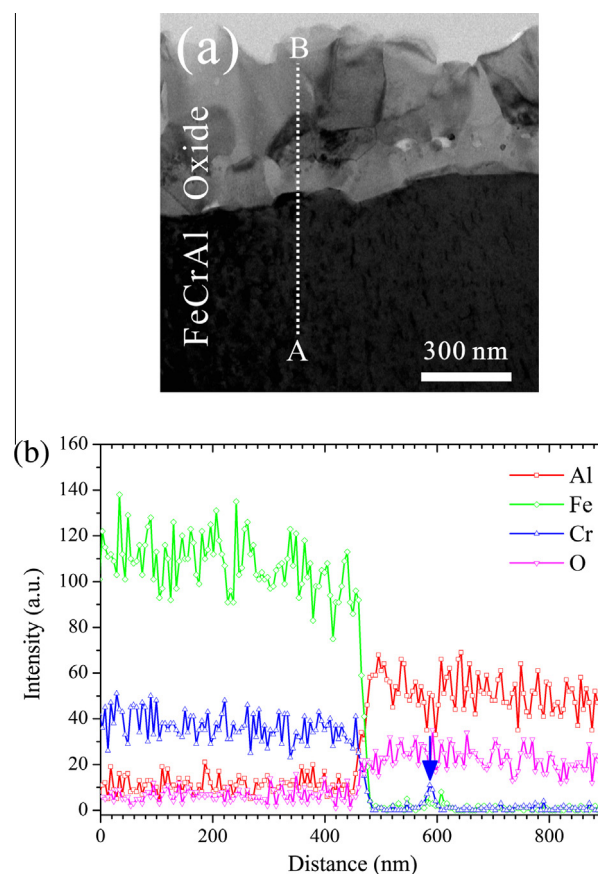 (a)
B
Oxide
FeCrAl
A
300 nm
(b)
160
140
120
100
80
60
40
20
0
Intensity (a.u.)
Al
Fe
Cr
O
0
200
400
600
800
Distance (nm)